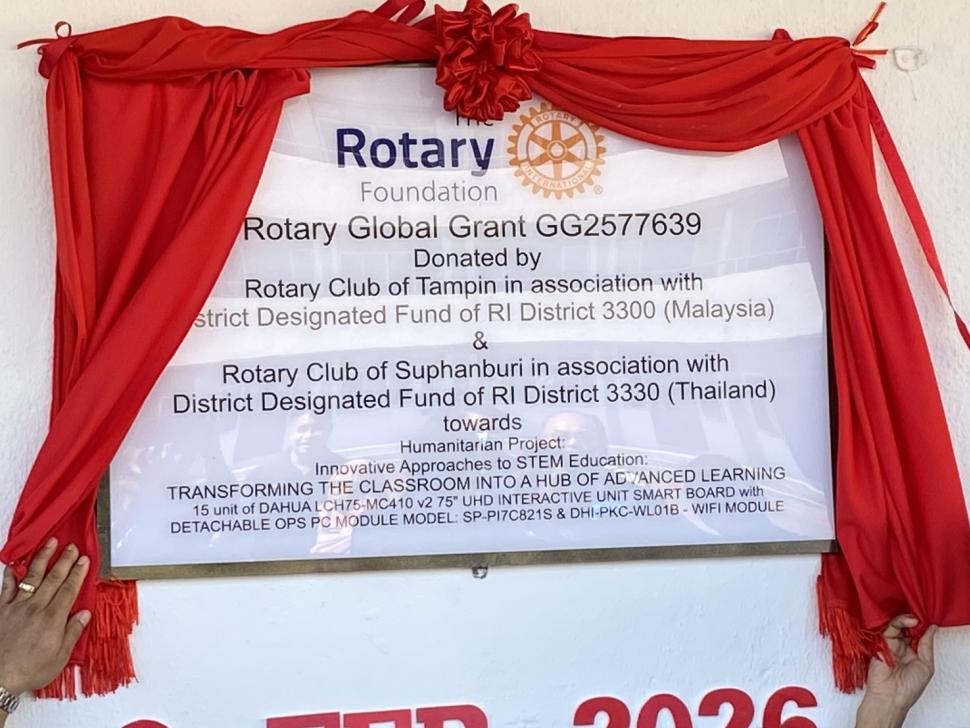 The
Rotary
Foundation
ROTARY
INTERNATIONAL
Rotary Global Grant GG2577639
Donated by
Rotary Club of Tampin in association with
strict Designated Fund of RI District 3300 (Malaysia)
&
Rotary Club of Suphanburi in association with
District Designated Fund of RI District 3330 (Thailand)
towards
Humanitarian Project:
Innovative Approaches to STEM Education:
TRANSFORMING THE CLASSROOM INTO A HUB OF ADVANCED LEARNING
15 unit of DAHUA LCH75-MC410 v2 75" UHD INTERACTIVE UNIT SMART BOARD with
DETACHABLE OPS PC MODULE MODEL: SP-PI7C821S & DHI-PKC-WL01B - WIFI MODULE
FEB 2026